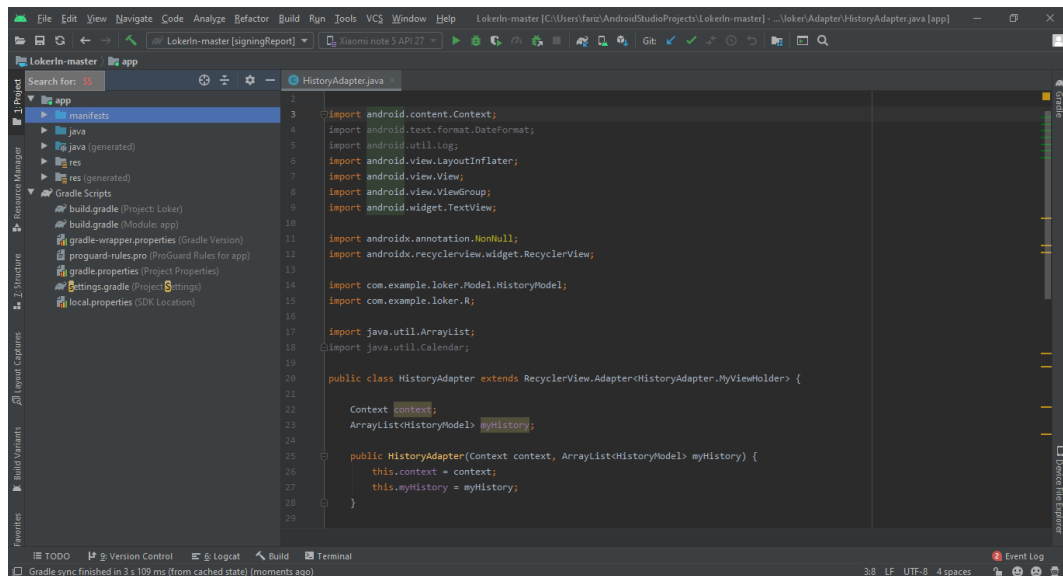 File Edit View Navigate Code Analyze Refactor Build Run Tools VCS Window Help LokerIn-master [C:\Users\fariz\AndroidStudioProjects\LokerIn-master] - ...\loker\Adapter\HistoryAdapter.java [app]
LokerIn-master [signingReport] Xiaomi note 5 API 27 Git:
LokerIn-master app
Search for: SS HistoryAdapter.java
1: Project
Resource Manager
7: Structure
Layout Captures
Build Variants
Favorites
app
manifests
java
java (generated)
res
res (generated)
Gradle Scripts
build.gradle (Project: Loker)
build.gradle (Module: app)
gradle-wrapper.properties (Gradle Version)
proguard-rules.pro (ProGuard Rules for app)
gradle.properties (Project Properties)
settings.gradle (Project Settings)
local.properties (SDK Location)
2
3 import android.content.Context;
4 import android.text.format.DateFormat;
5 import android.util.Log;
6 import android.view.LayoutInflater;
7 import android.view.View;
8 import android.view.ViewGroup;
9 import android.widget.TextView;
10
11 import androidx.annotation.NonNull;
12 import androidx.recyclerview.widget.RecyclerView;
13
14 import com.example.loker.Model.HistoryModel;
15 import com.example.loker.R;
16
17 import java.util.ArrayList;
18 import java.util.Calendar;
19
20 public class HistoryAdapter extends RecyclerView.Adapter<HistoryAdapter.MyViewHolder> {
21
22 Context context;
23 ArrayList<HistoryModel> myHistory;
24
25 public HistoryAdapter(Context context, ArrayList<HistoryModel> myHistory) {
26 this.context = context;
27 this.myHistory = myHistory;
28 }
29
Gradle
Device File Explorer
TODO 9: Version Control 6: Logcat Build Terminal 2 Event Log
Gradle sync finished in 3 s 109 ms (from cached state) (moments ago) 3:8 LF UTF-8 4 spaces